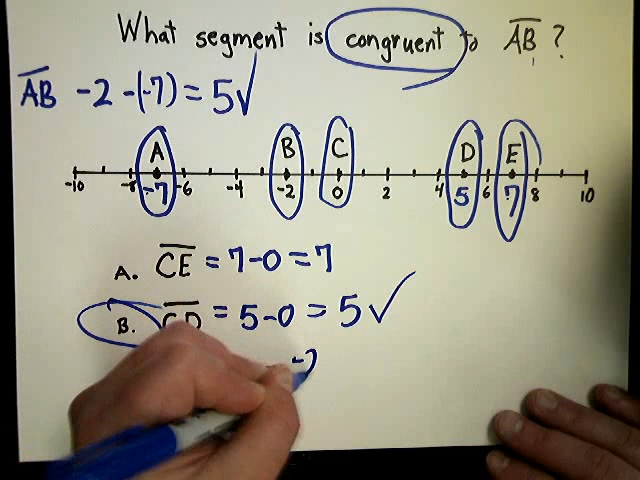 What segment is congruent to AB ?
AB -2 -(-7) = 5✓
A B C D E
-10 -8 -7 -6 -4 -2 0 2 4 5 6 7 8 10
A. CE = 7-0 = 7
B. CD = 5-0 = 5 ✓